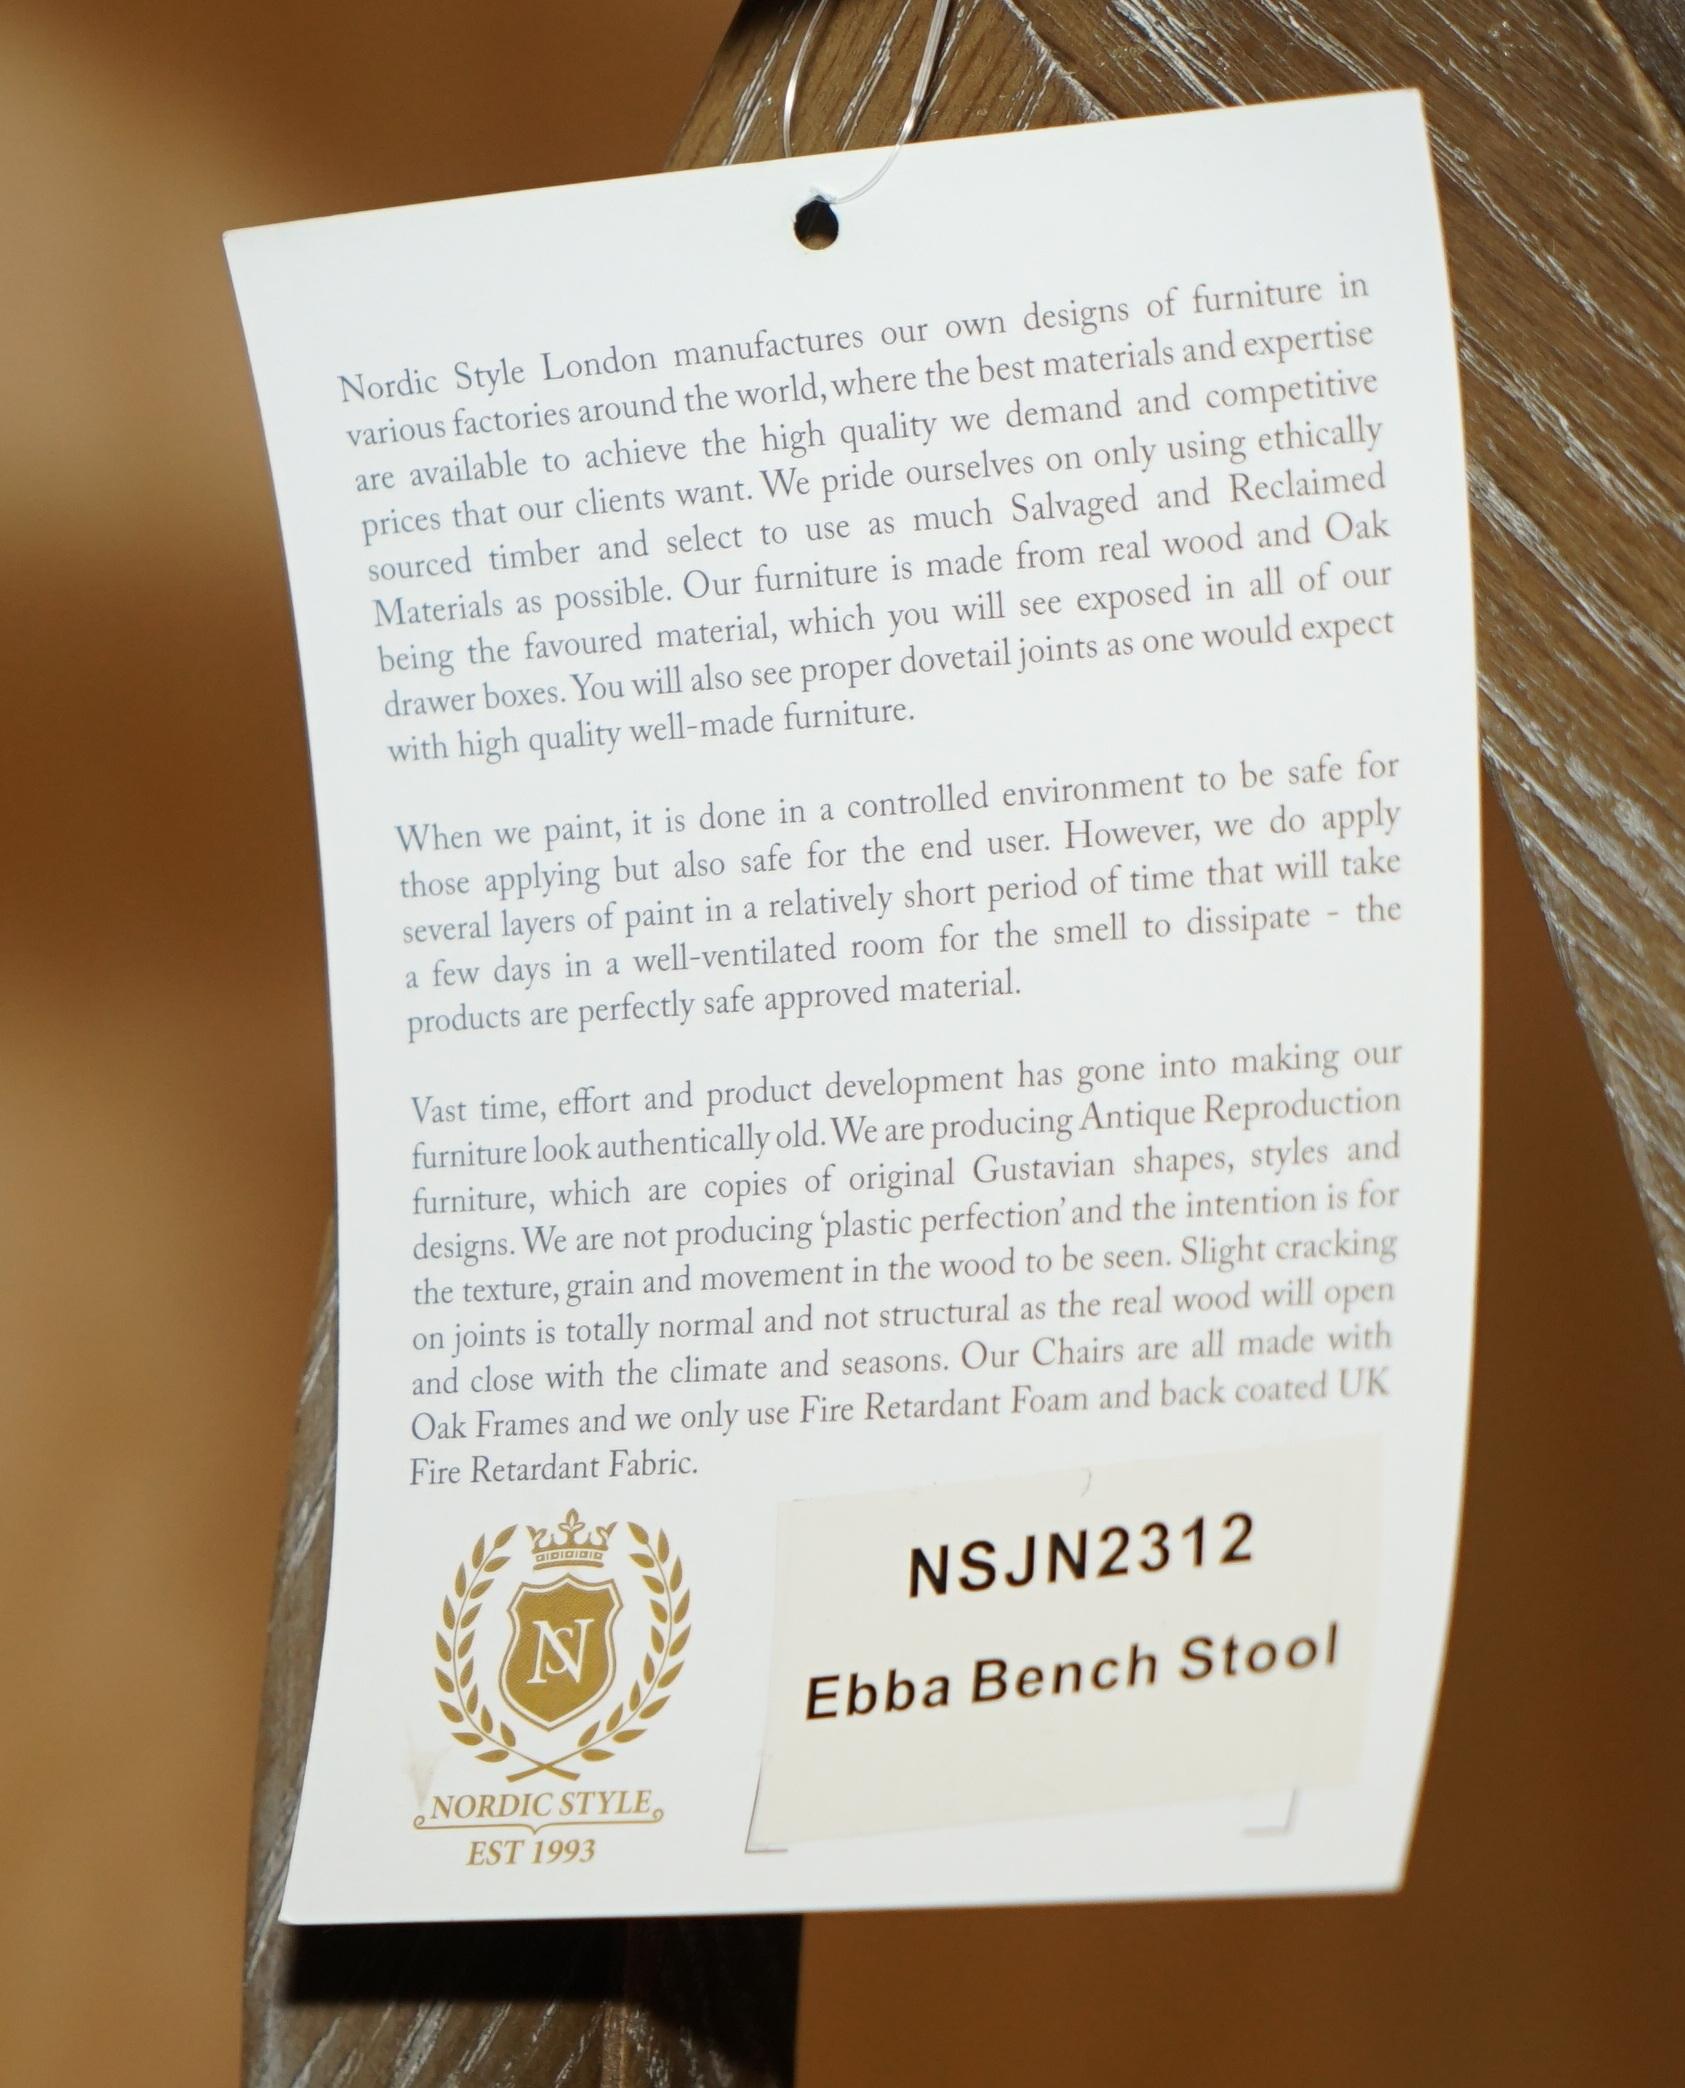 Nordic Style London manufactures our own designs of furniture in
various factories around the world, where the best materials and expertise
are available to achieve the high quality we demand and competitive
prices that our clients want. We pride ourselves on only using ethically
sourced timber and select to use as much Salvaged and Reclaimed
Materials as possible. Our furniture is made from real wood and Oak
being the favoured material, which you will see exposed in all of our
drawer boxes. You will also see proper dovetail joints as one would expect
with high quality well-made furniture.
When we paint, it is done in a controlled environment to be safe for
those applying but also safe for the end user. However, we do apply
several layers of paint in a relatively short period of time that will take
a few days in a well-ventilated room for the smell to dissipate - the
products are perfectly safe approved material.
Vast time, effort and product development has gone into making our
furniture look authentically old. We are producing Antique Reproduction
furniture, which are copies of original Gustavian shapes, styles and
designs. We are not producing ‘plastic perfection’ and the intention is for
the texture, grain and movement in the wood to be seen. Slight cracking
on joints is totally normal and not structural as the real wood will open
and close with the climate and seasons. Our Chairs are all made with
Oak Frames and we only use Fire Retardant Foam and back coated UK
Fire Retardant Fabric.
NS
NORDIC STYLE
EST 1993
NSJN2312
Ebba Bench Stool